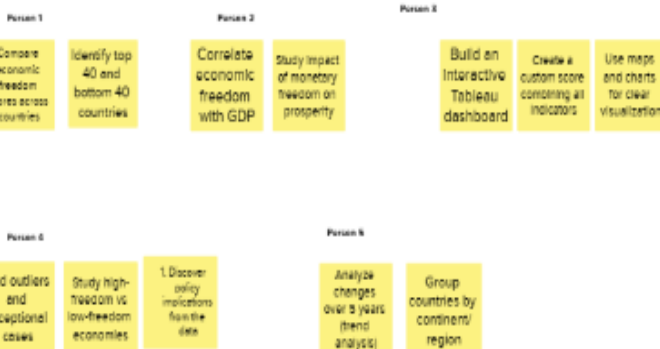 Person 1
Person 2
Person 3
Compare
economic
freedom
scores across
countries
Identify top
40 and
bottom 40
countries
Correlate
economic
freedom
with GDP
Study Impact
of monetary
freedom on
prosperity
Build an
Interactive
Tableau
dashboard
Create a
custom score
combining all
Indicators
Use maps
and charts
for clear
visualization
Person 4
Person 5
outliers
and
cases
Study high-
freedom vs
low-freedom
economies
1. Discover
policy
implications
from the
data
Analyze
changes
over 5 years
(trend
analysis)
Group
countries by
continent/
region